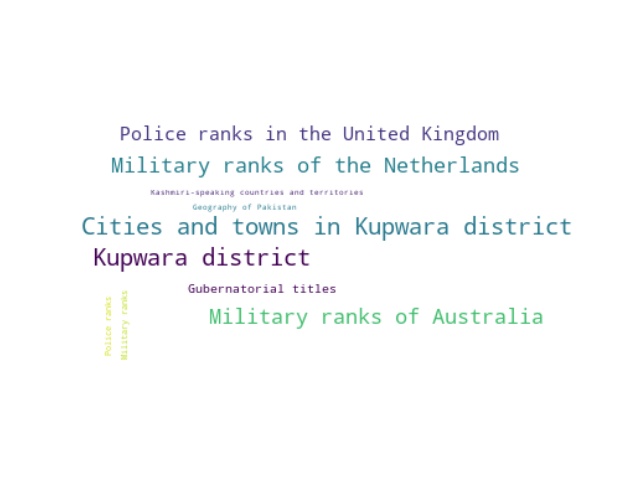 Police ranks in the United Kingdom
Military ranks of the Netherlands
Kashmiri-speaking countries and territories
Geography of Pakistan
Cities and towns in Kupwara district
Kupwara district
Gubernatorial titles
Military ranks of Australia
Police ranks
Military ranks